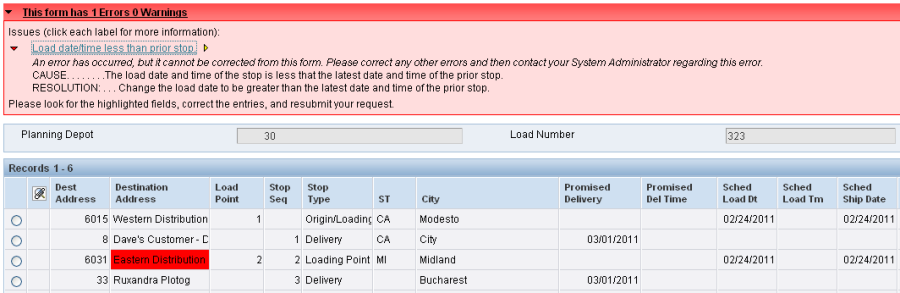 This form has 1 Errors 0 Warnings
Issues (click each label for more information):
Load date/time less than prior stop.
An error has occurred, but it cannot be corrected from this form. Please correct any other errors and then contact your System Administrator regarding this error.
CAUSE. . . . . . . .The load date and time of the stop is less that the latest date and time of the prior stop.
RESOLUTION: . . . Change the load date to be greater than the latest date and time of the prior stop.
Please look for the highlighted fields, correct the entries, and resubmit your request.
Planning Depot 30 Load Number 323
Records 1 - 6
Dest Destination Load Stop Stop Promised Promised Sched Sched Sched
Address Address Point Seq Type ST City Delivery Del Time Load Dt Load Tm Ship Date
6015 Western Distribution 1 Origin/Loading CA Modesto 02/24/2011 02/24/2011
8 Dave's Customer - D 1 Delivery CA City 03/01/2011
6031 Eastern Distribution 2 2 Loading Point MI Midland 02/24/2011 02/24/2011
33 Ruxandra Plotog 3 Delivery Bucharest 03/01/2011